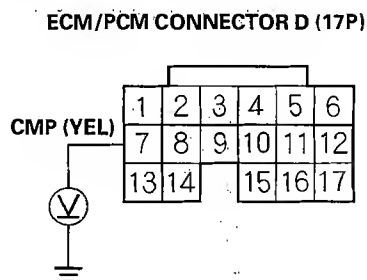 ECM/PCM CONNECTOR D (17P)
1 2 3 4 5 6
CMP (YEL)
7 8 9 10 11 12
13 14 15 16 17
V